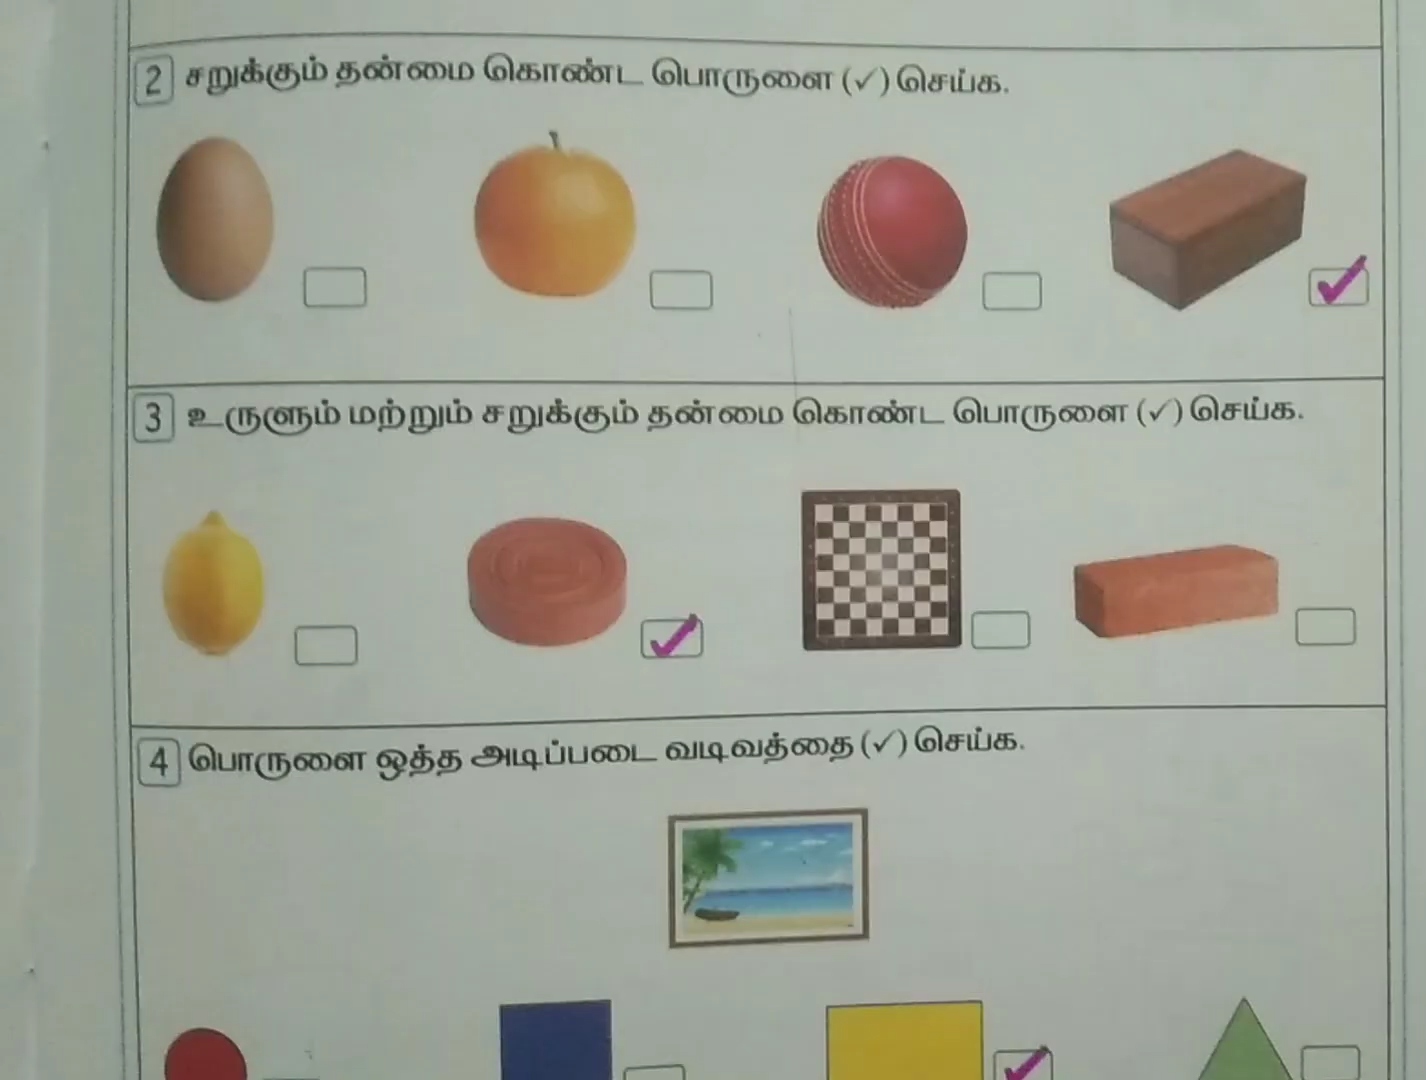 2 சறுக்கும் தன்மை கொண்ட பொருளை (✓) செய்க.
3 உருளும் மற்றும் சறுக்கும் தன்மை கொண்ட பொருளை (✓) செய்க.
4 பொருளை ஒத்த அடிப்படை வடிவத்தை (✓) செய்க.